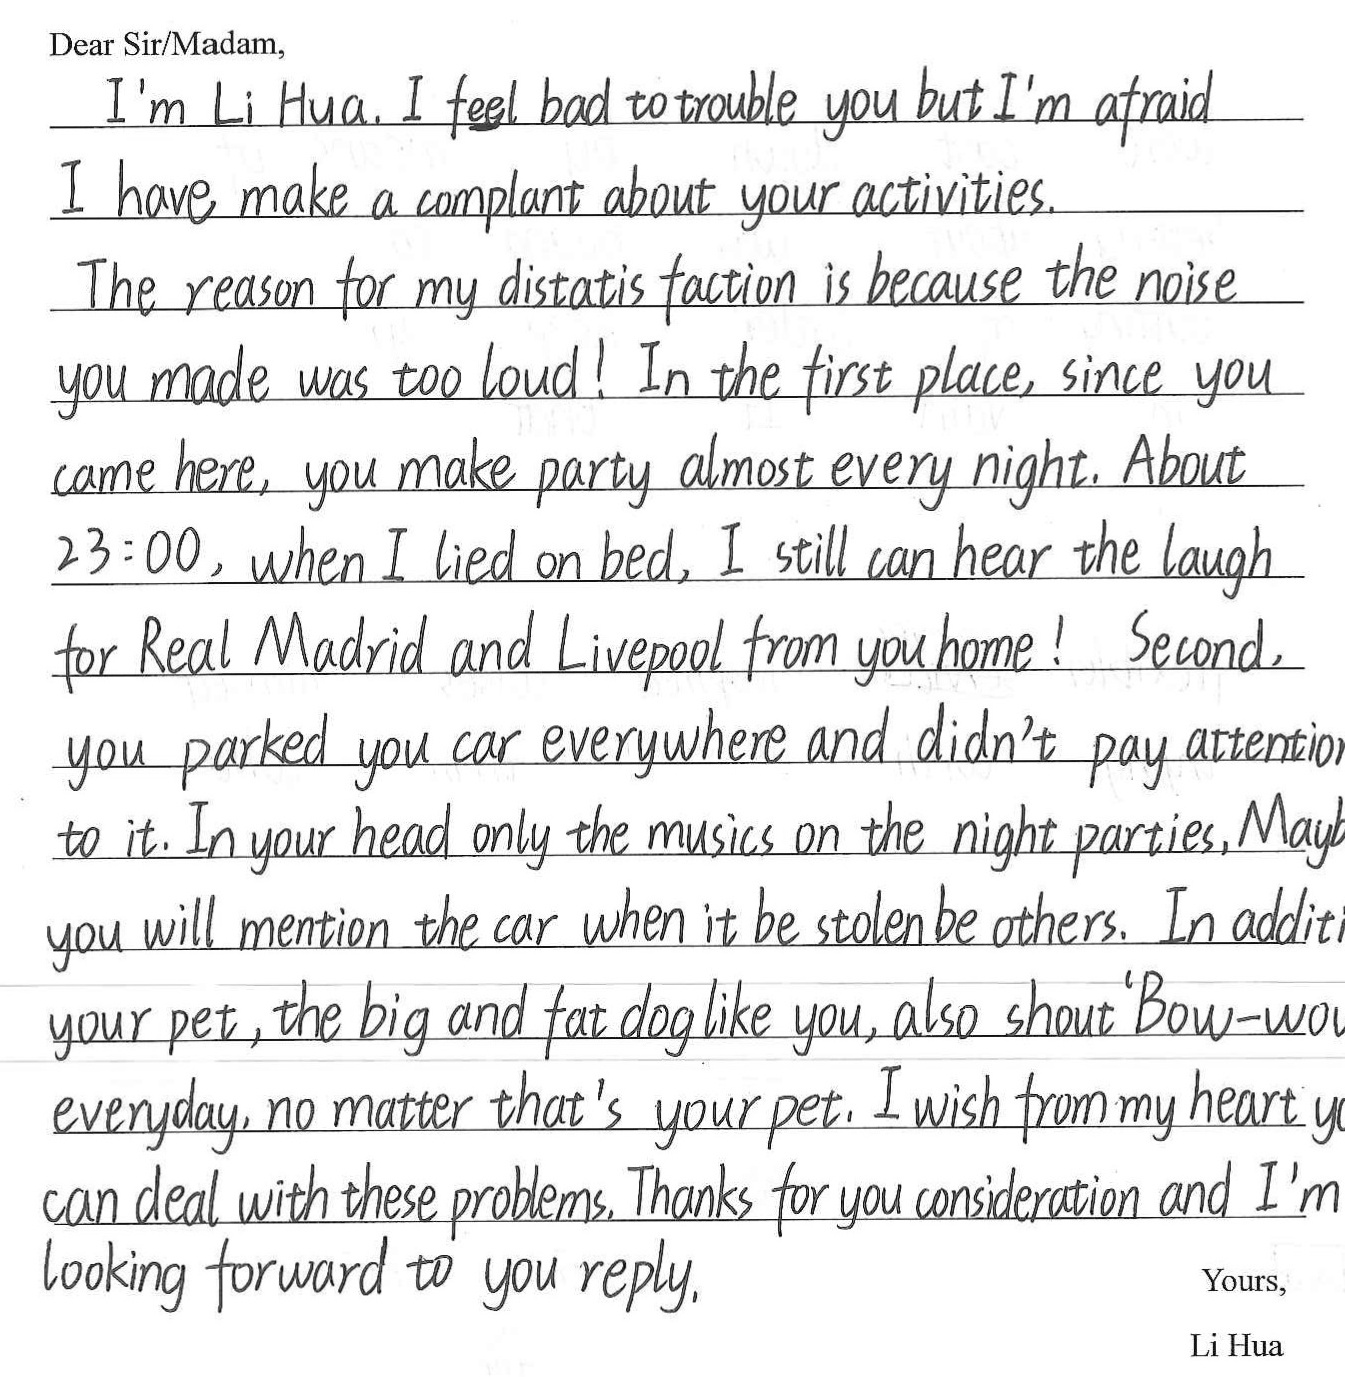 Dear Sir/Madam,
I'm Li Hua. I feel bad to trouble you but I'm afraid
I have make a complant about your activities.
The reason for my distatisfaction is because the noise
you made was too loud! In the first place, since you
came here, you make party almost every night. About
23:00, when I lied on bed, I still can hear the laugh
for Real Madrid and Livepool from you home! Second,
you parked you car everywhere and didn't pay attention
to it. In your head only the musics on the night parties, Mayb
you will mention the car when it be stolen be others. In additi
your pet, the big and fat dog like you, also shout 'Bow-wow
everyday, no matter that's your pet. I wish from my heart yo
can deal with these problems. Thanks for you consideration and I'm
looking forward to you reply.
Yours,
Li Hua